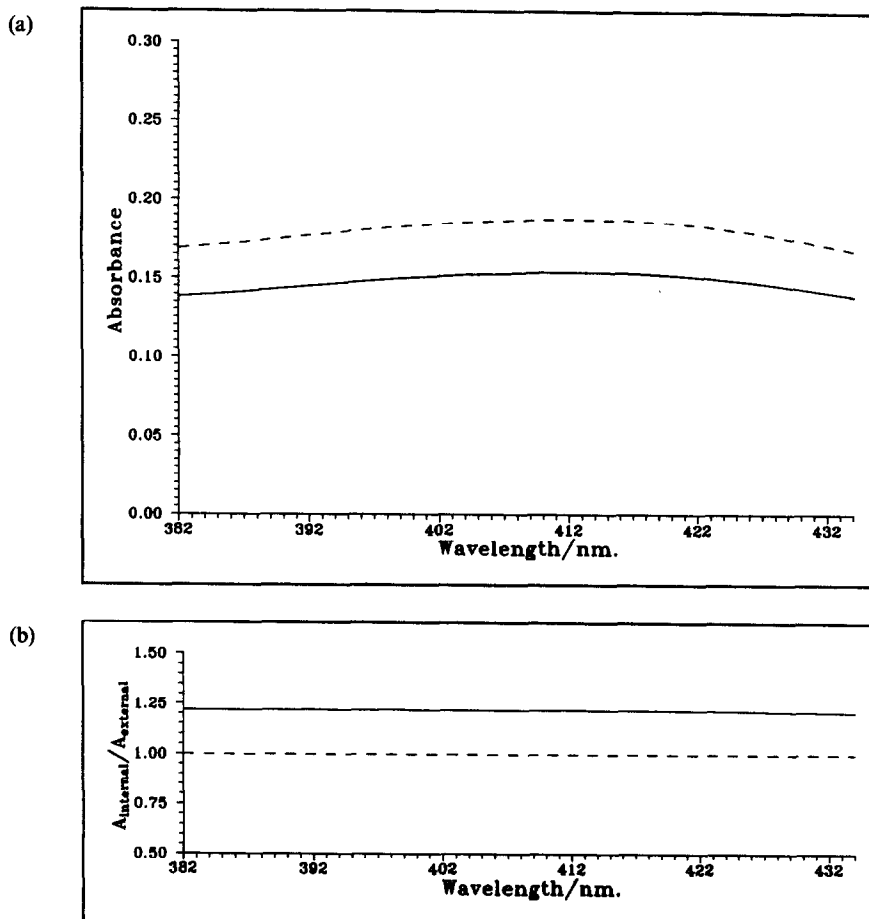 (a)
0.30
0.25
0.20
0.15
0.10
0.05
0.00
Absorbance
382 392 402 412 422 432
Wavelength/nm.
(b)
1.50
1.25
1.00
0.75
0.50
Ainternal/Aexternal
382 392 402 412 422 432
Wavelength/nm.